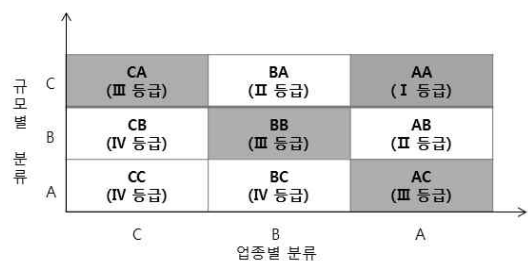 규모별 분류
C
CA
(Ⅲ 등급)
BA
(Ⅱ 등급)
AA
(Ⅰ 등급)
B
CB
(Ⅳ 등급)
BB
(Ⅲ 등급)
AB
(Ⅱ 등급)
A
CC
(Ⅳ 등급)
BC
(Ⅳ 등급)
AC
(Ⅲ 등급)
C
B
A
업종별 분류